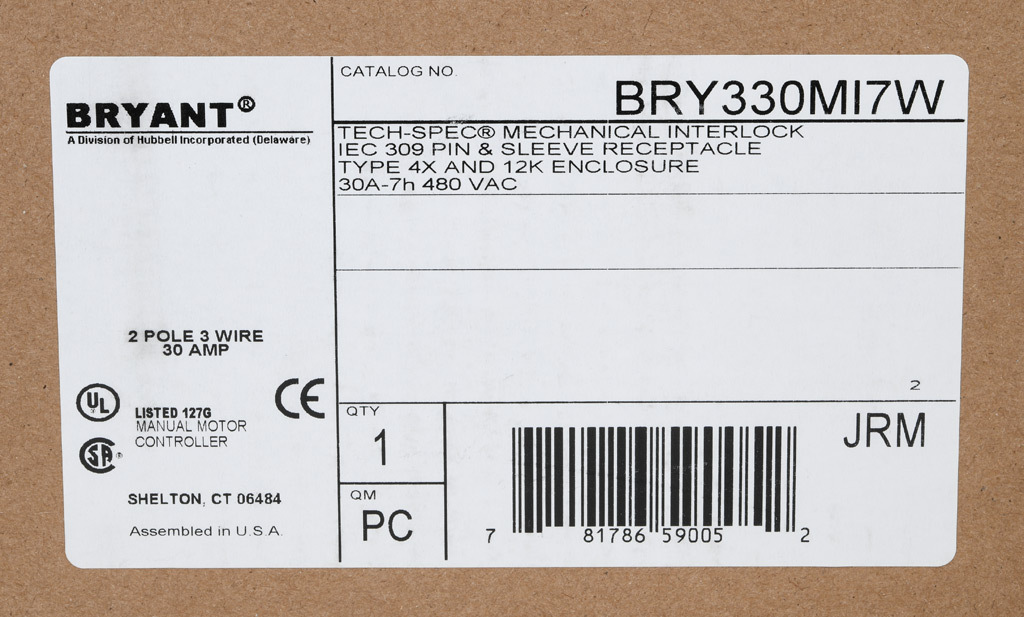 BRYANT®
A Division of Hubbell Incorporated (Delaware)
CATALOG NO.
BRY330MI7W
TECH-SPEC® MECHANICAL INTERLOCK
IEC 309 PIN & SLEEVE RECEPTACLE
TYPE 4X AND 12K ENCLOSURE
30A-7h 480 VAC
2 POLE 3 WIRE
30 AMP
UL
LISTED 127G
MANUAL MOTOR
CONTROLLER
CE
SA®
SHELTON, CT 06484
Assembled in U.S.A.
2
QTY
1
QM
PC
JRM
7 81786 59005 2